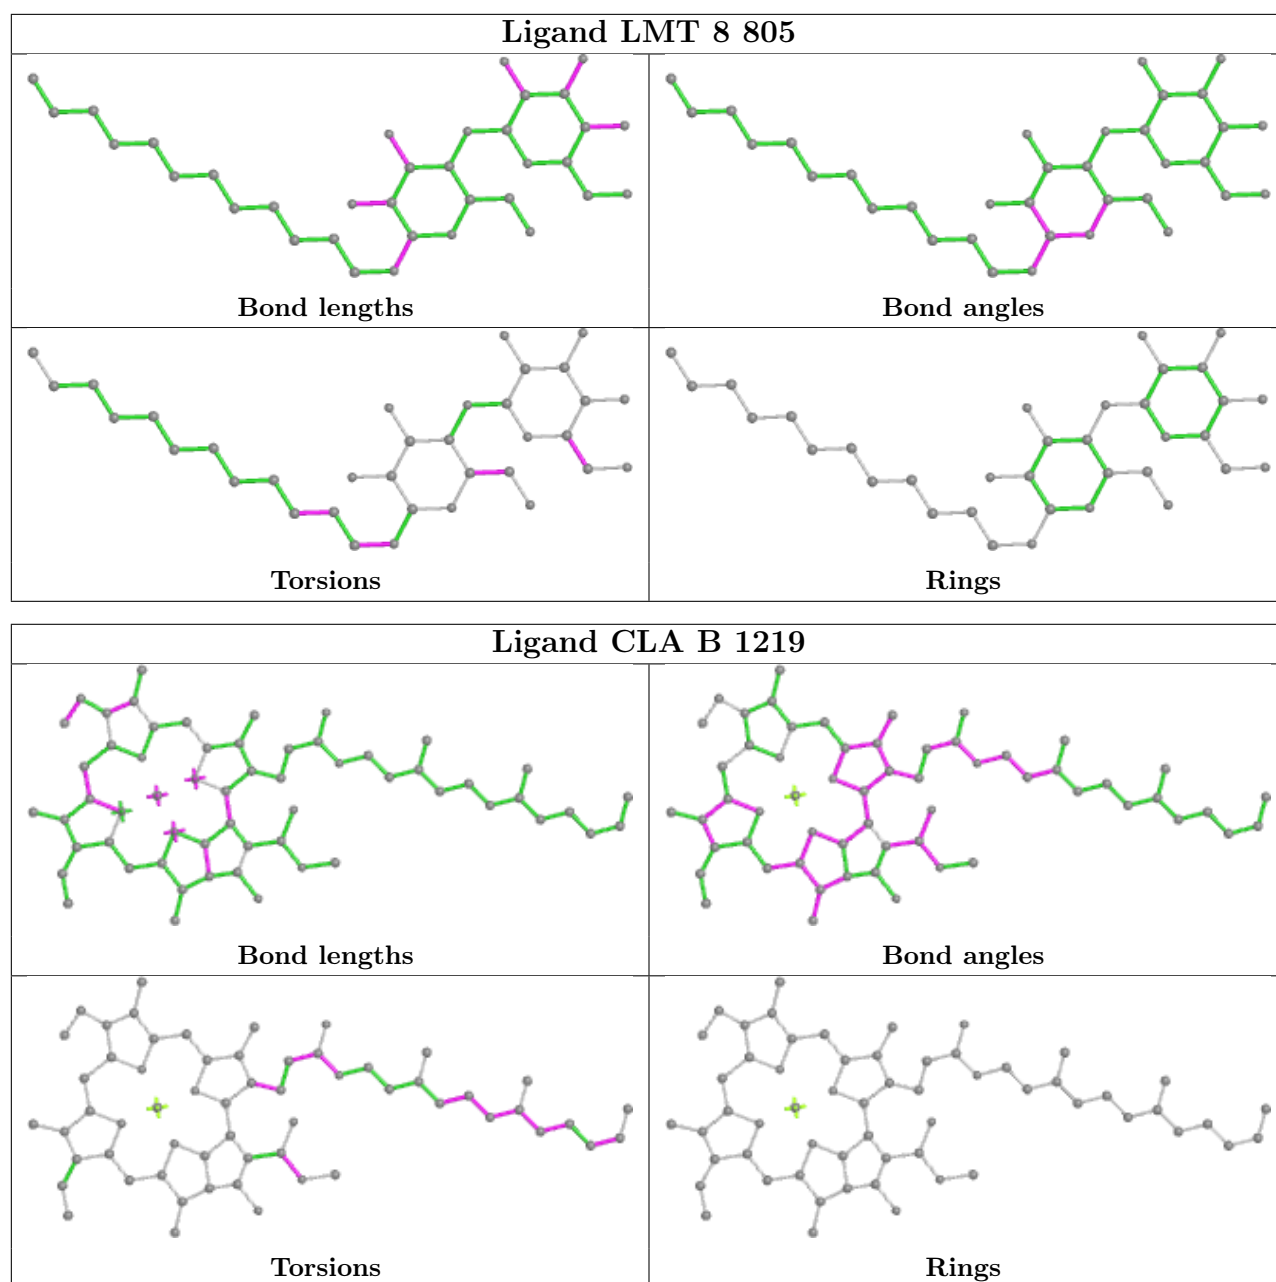 Ligand LMT 8 805
Bond lengths
Bond angles
Torsions
Rings
Ligand CLA B 1219
Bond lengths
Bond angles
Torsions
Rings